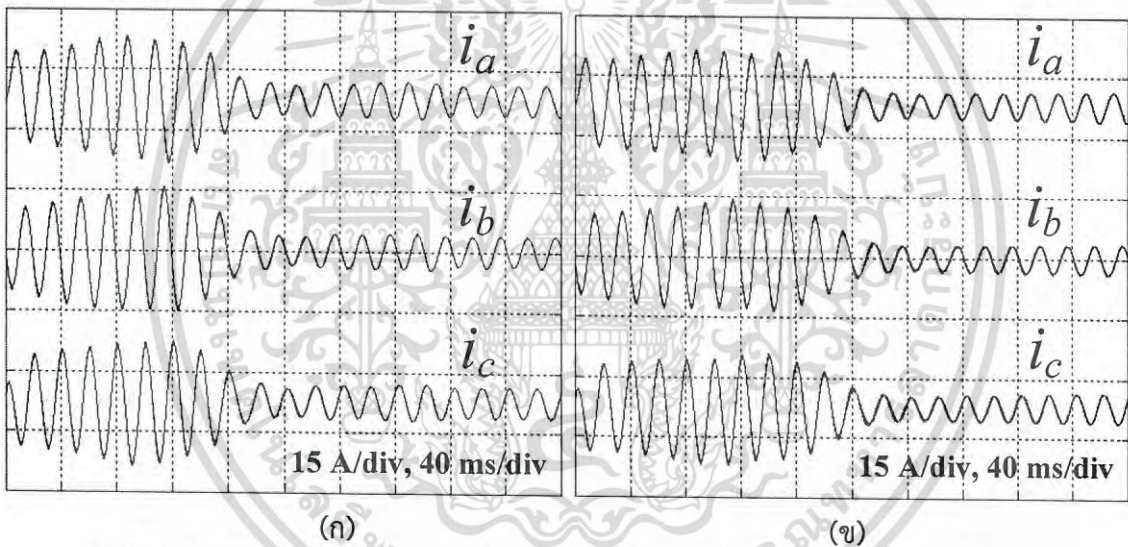 i_a
i_b
i_c
15 A/div, 40 ms/div
(ก)
i_a
i_b
i_c
15 A/div, 40 ms/div
(ข)